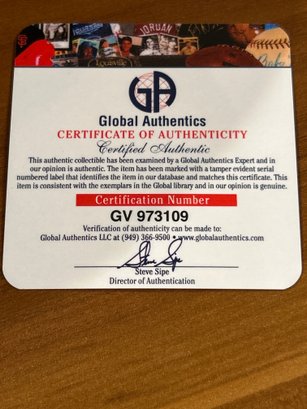 JORDAN
Louisville
GA
Global Authentics
CERTIFICATE OF AUTHENTICITY
Certified Authentic
This authentic collectible has been examined by a Global Authentics Expert and in
our opinion is authentic. The item has been marked with a tamper evident serial
numbered label that identifies the item in our database and matches this certificate. This
item is consistent with the exemplars in the Global library and in our opinion is genuine.
Certification Number
GV 973109
Verification of authenticity can be made to:
Global Authentics LLC at (949) 366-9500 • www.globalauthentics.com
Steve Sipe
Steve Sipe
Director of Authentication